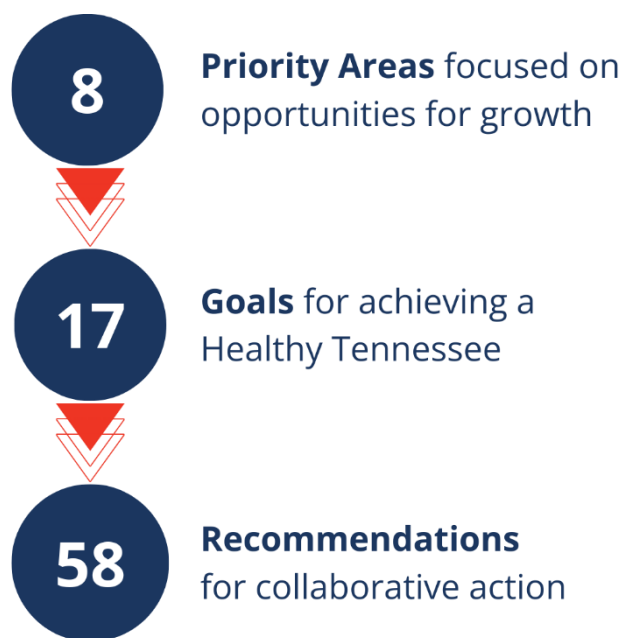 8
Priority Areas focused on
opportunities for growth
17
Goals for achieving a
Healthy Tennessee
58
Recommendations
for collaborative action